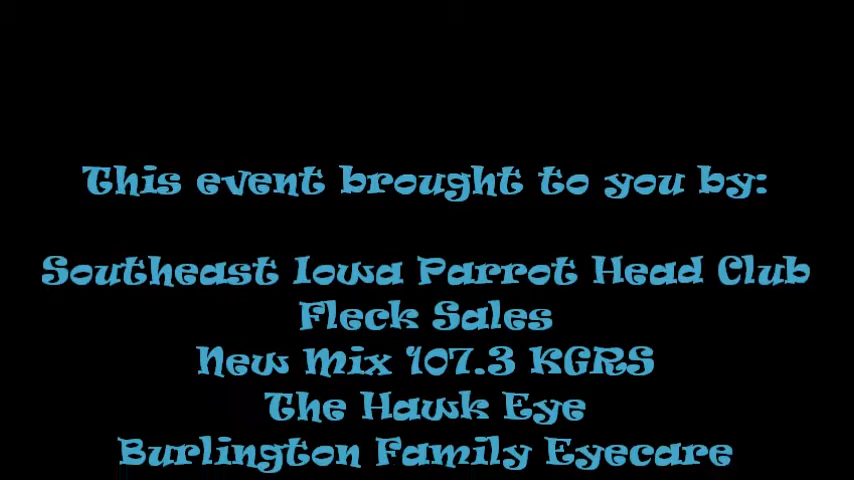 This event brought to you by:
Southeast Iowa Parrot Head Club
Fleck Sales
New Mix 107.3 KGRS
The Hawk Eye
Burlington Family Eyecare